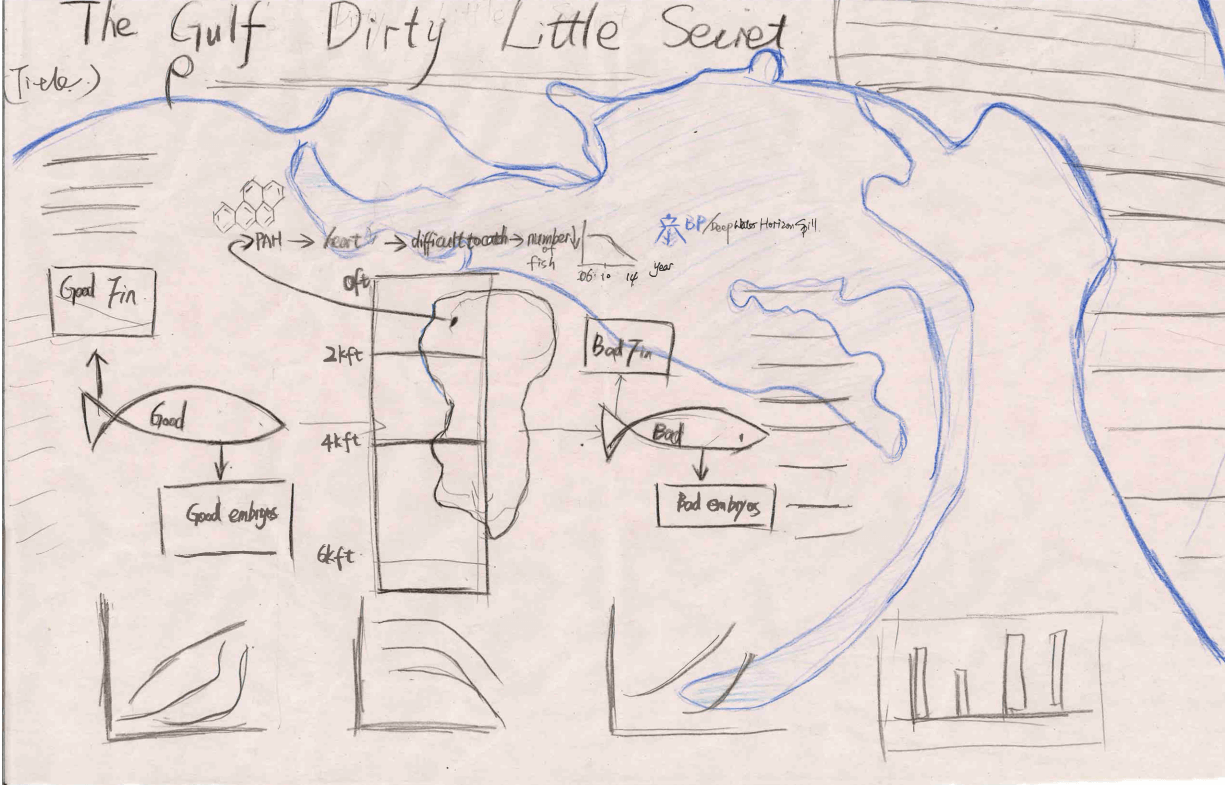 The Gulf Dirty Little Secret
(Title.)
BP/Deep Water Horizon Spill
PAH → heart → difficult to catch → number of fish
06 10 14 year
0ft
Good Fin
2kft
Bad Fin
Good
4kft
Bad
Good embryos
Bad embryos
6kft